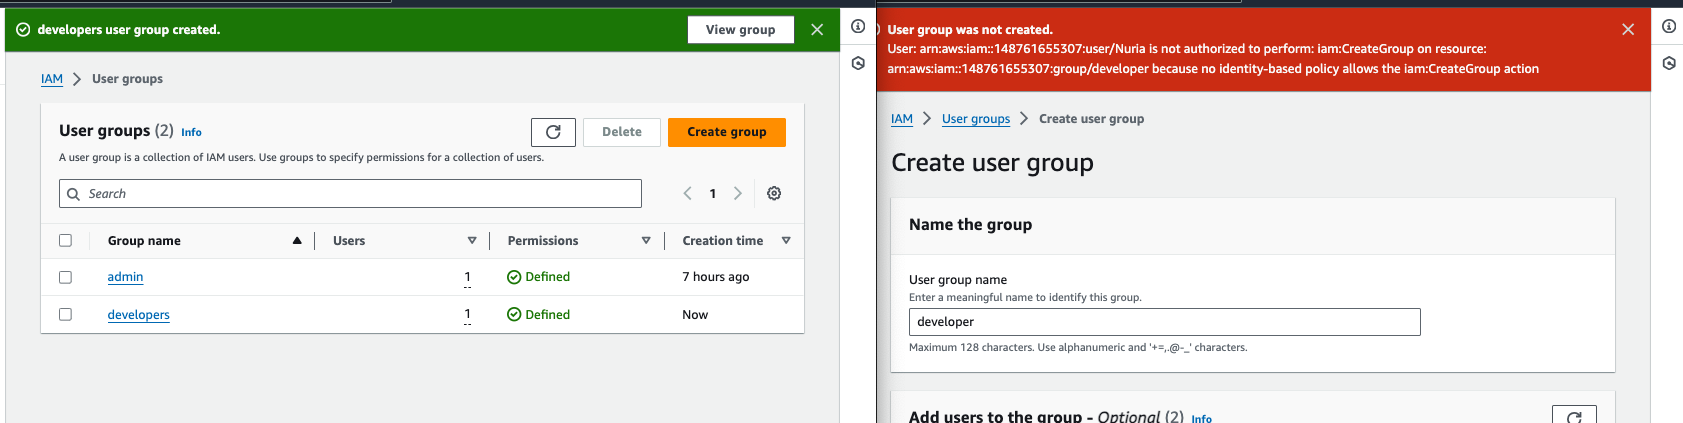 developers user group created.
View group
IAM > User groups
User groups (2) Info
Delete
Create group
A user group is a collection of IAM users. Use groups to specify permissions for a collection of users.
Search
1
Group name Users Permissions Creation time
admin 1 Defined 7 hours ago
developers 1 Defined Now
User group was not created.
User: arn:aws:iam::148761655307:user/Nuria is not authorized to perform: iam:CreateGroup on resource:
arn:aws:iam::148761655307:group/developer because no identity-based policy allows the iam:CreateGroup action
IAM > User groups > Create user group
Create user group
Name the group
User group name
Enter a meaningful name to identify this group.
developer
Maximum 128 characters. Use alphanumeric and '+=,.@-_' characters.
Add users to the group - Optional (2) Info